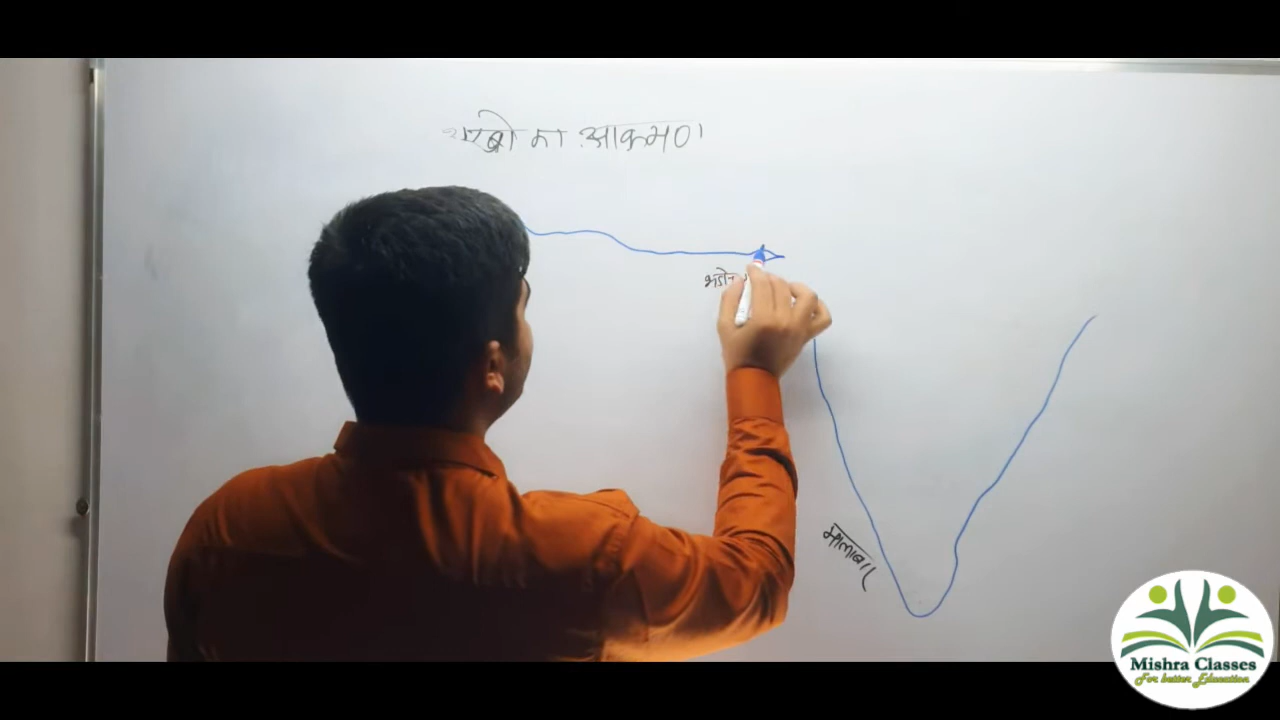 अरबो का आक्रमण
मालाबार
Mishra Classes
For better Education